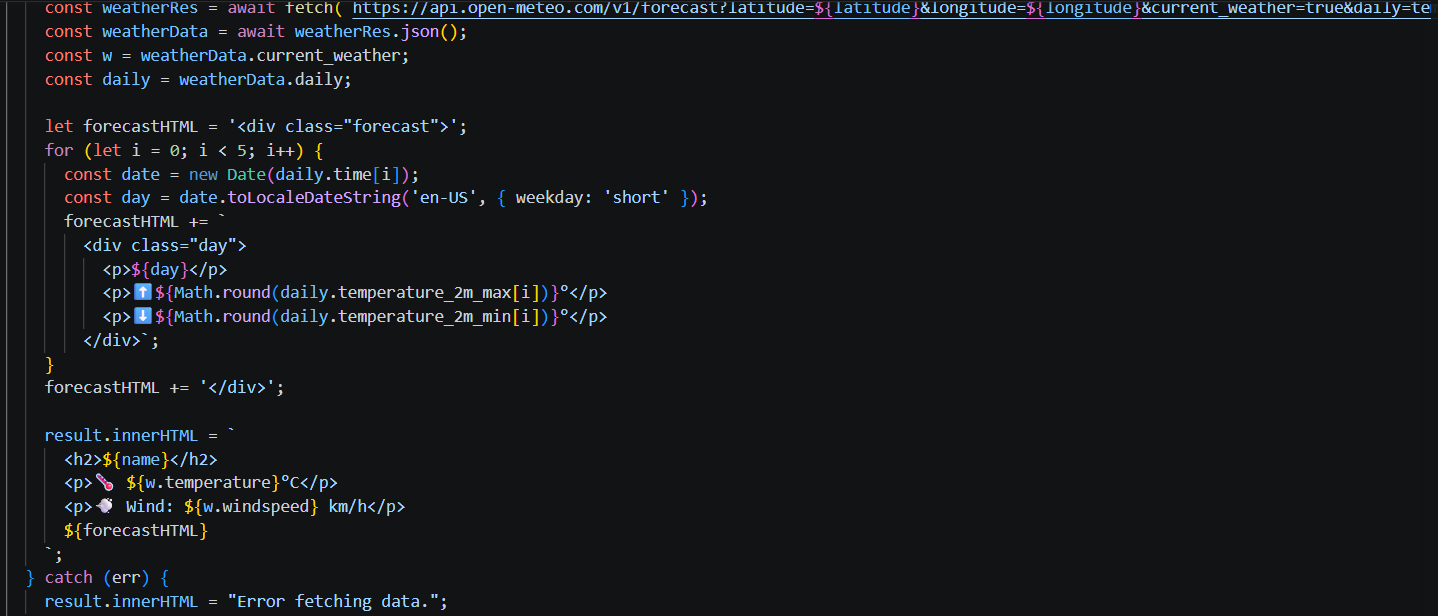 const weatherRes = await fetch( https://api.open-meteo.com/v1/forecast?latitude=${latitude}&longitude=${longitude}&current_weather=true&daily=te
const weatherData = await weatherRes.json();
const w = weatherData.current_weather;
const daily = weatherData.daily;
let forecastHTML = '<div class="forecast">';
for (let i = 0; i < 5; i++) {
const date = new Date(daily.time[i]);
const day = date.toLocaleDateString('en-US', { weekday: 'short' });
forecastHTML += `
<div class="day">
<p>${day}</p>
<p>⬆️${Math.round(daily.temperature_2m_max[i])}°</p>
<p>⬇️${Math.round(daily.temperature_2m_min[i])}°</p>
</div>`;
}
forecastHTML += '</div>';
result.innerHTML = `
<h2>${name}</h2>
<p>🌡️ ${w.temperature}°C</p>
<p>💨 Wind: ${w.windspeed} km/h</p>
${forecastHTML}
`;
} catch (err) {
result.innerHTML = "Error fetching data.";